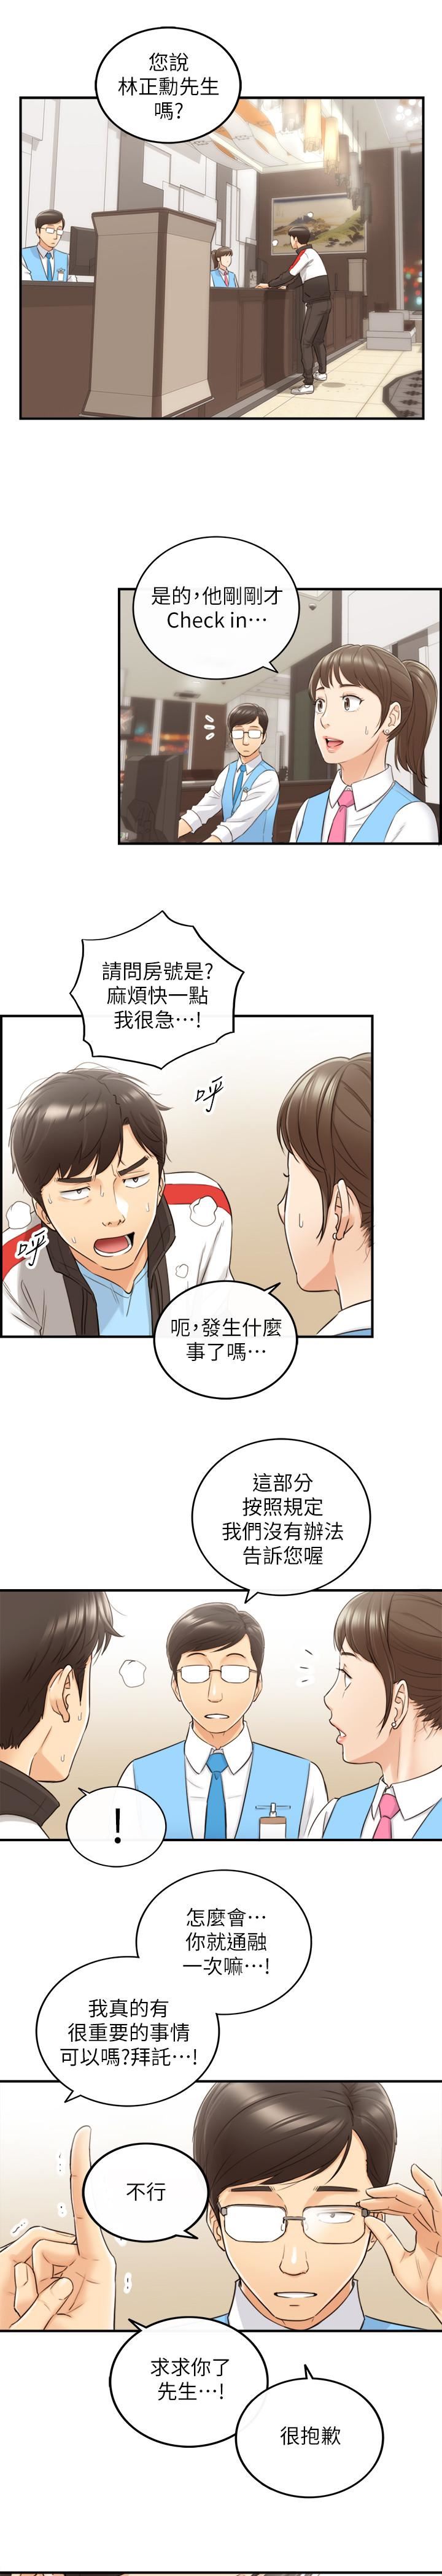 您說
林正勳先生
嗎?
是的,他剛剛才
Check in…
請問房號是?
麻煩快一點
我很急…!
呼
呼
呃,發生什麼
事了嗎…
這部分
按照規定
我們沒有辦法
告訴您喔
!
怎麼會…
你就通融
一次嘛…!
我真的有
很重要的事情
可以嗎?拜託…!
不行
求求你了
先生…!
很抱歉